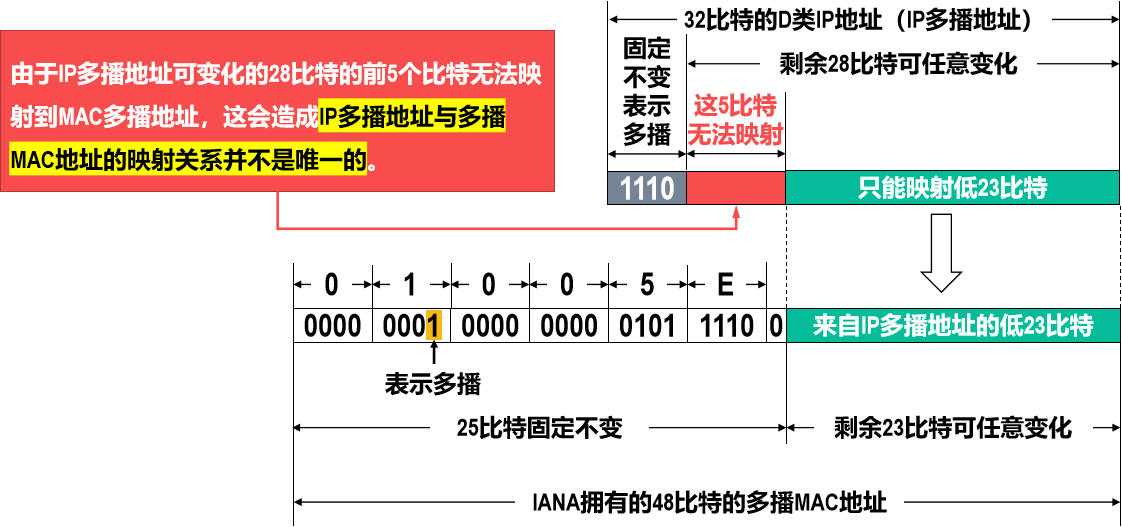 32比特的D类IP地址（IP多播地址）
固定
不变
表示
多播
剩余28比特可任意变化
这5比特
无法映射
由于IP多播地址可变化的28比特的前5个比特无法映
射到MAC多播地址，这会造成IP多播地址与多播
MAC地址的映射关系并不是唯一的。
1110
只能映射低23比特
0 1 0 0 5 E
0000 0001 0000 0000 0101 1110 0 来自IP多播地址的低23比特
表示多播
25比特固定不变
剩余23比特可任意变化
IANA拥有的48比特的多播MAC地址